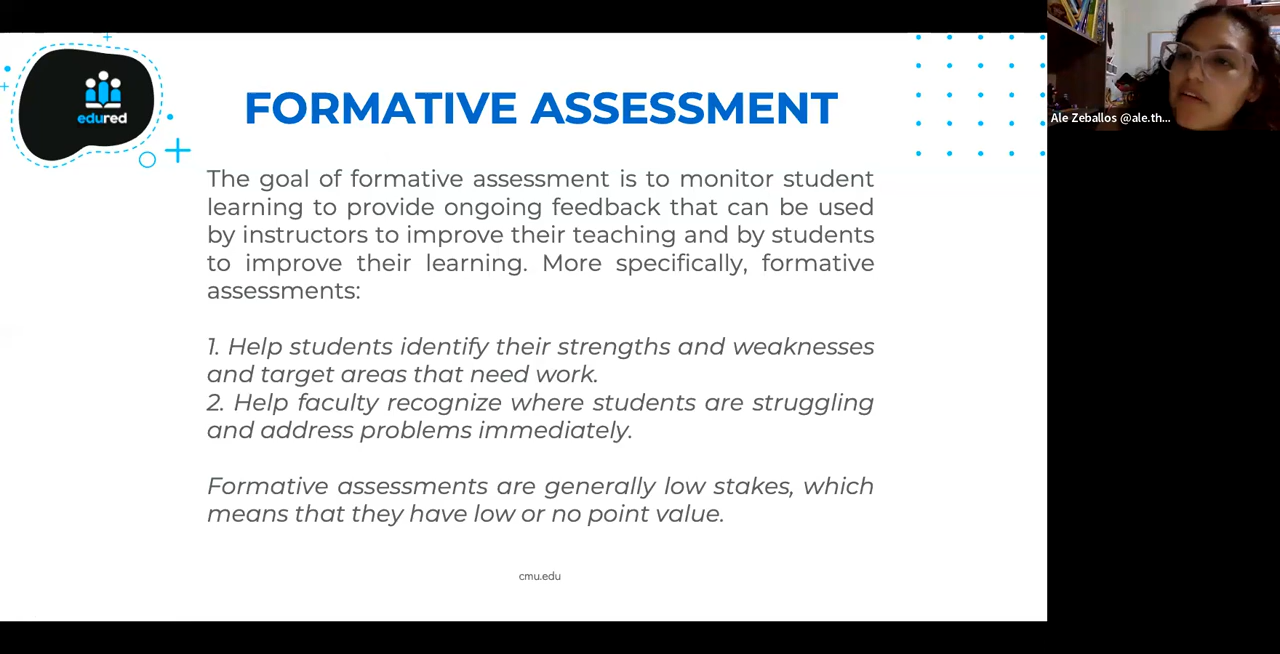 edured
FORMATIVE ASSESSMENT
The goal of formative assessment is to monitor student
learning to provide ongoing feedback that can be used
by instructors to improve their teaching and by students
to improve their learning. More specifically, formative
assessments:
1. Help students identify their strengths and weaknesses
and target areas that need work.
2. Help faculty recognize where students are struggling
and address problems immediately.
Formative assessments are generally low stakes, which
means that they have low or no point value.
cmu.edu
Ale Zeballos @ale.th...